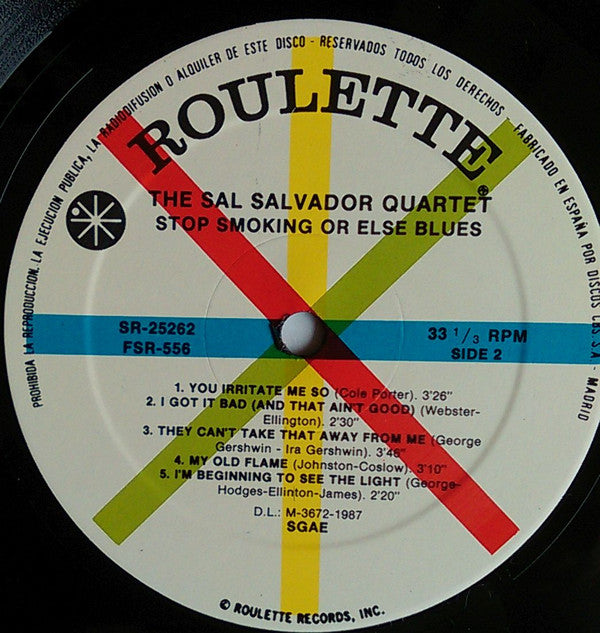 PROHIBIDA LA REPRODUCCION. LA EJECUCION PUBLICA, LA RADIODIFUSION O ALQUILER DE ESTE DISCO - RESERVADOS TODOS LOS DERECHOS - FABRICADO EN ESPAÑA POR DISCOS CBS S.A. - MADRID
ROULETTE®
THE SAL SALVADOR QUARTET
STOP SMOKING OR ELSE BLUES
SR-25262
FSR-556
33 1/3 RPM
SIDE 2
1. YOU IRRITATE ME SO (Cole Porter). 3'26"
2. I GOT IT BAD (AND THAT AIN'T GOOD) (Webster-
Ellington). 2'30"
3. THEY CAN'T TAKE THAT AWAY FROM ME (George
Gershwin - Ira Gershwin). 3'46"
4. MY OLD FLAME (Johnston-Coslow). 3'10"
5. I'M BEGINNING TO SEE THE LIGHT (George-
Hodges-Ellinton-James). 2'20"
D.L.: M-3672-1987
SGAE
© ROULETTE RECORDS, INC.